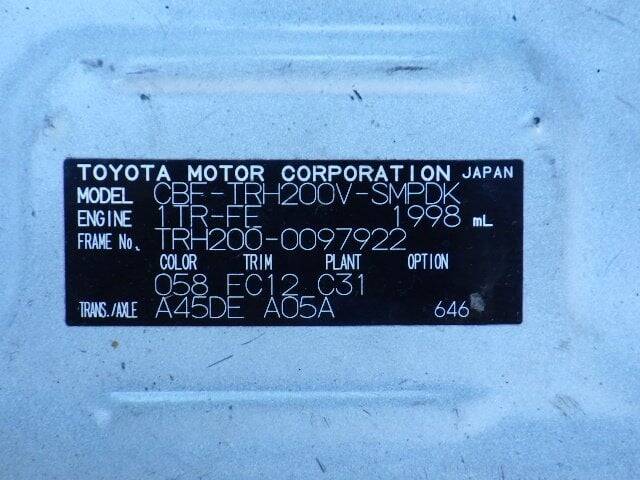 TOYOTA MOTOR CORPORATION JAPAN
MODEL CBF-TRH200V-SMPDK
ENGINE 1TR-FE 1998 mL
FRAME No. TRH200-0097922
COLOR TRIM PLANT OPTION
058 FC12 C31
TRANS./AXLE A45DE A05A 646